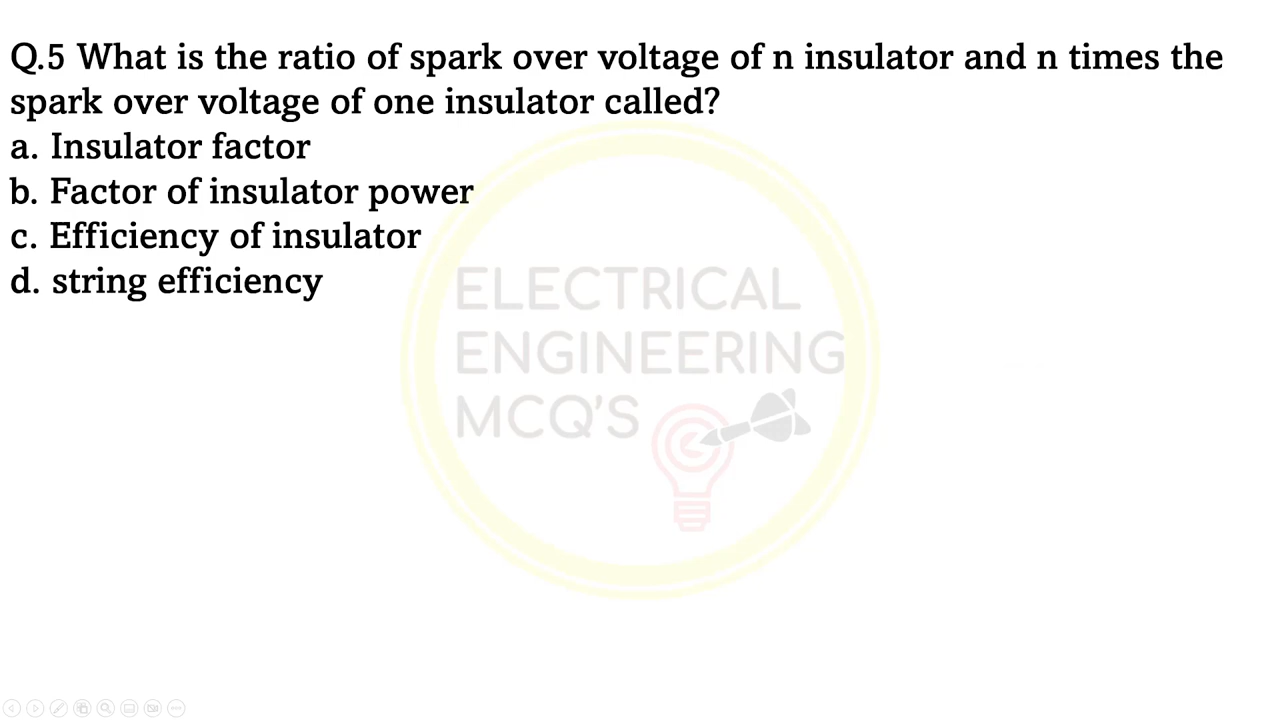 Q.5 What is the ratio of spark over voltage of n insulator and n times the
spark over voltage of one insulator called?
a. Insulator factor
b. Factor of insulator power
c. Efficiency of insulator
d. string efficiency
ELECTRICAL
ENGINEERING
MCQ'S